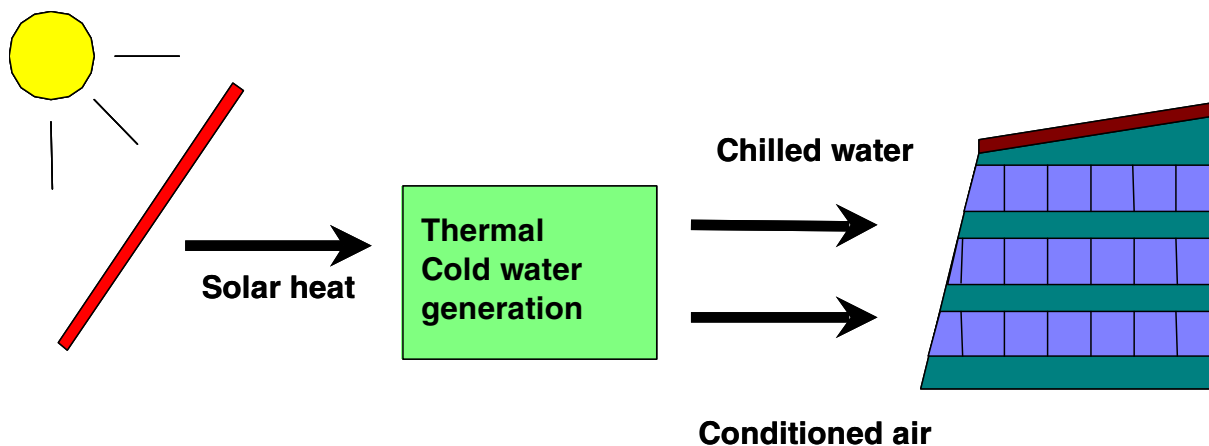 Chilled water
Thermal
Cold water
generation
Solar heat
Conditioned air